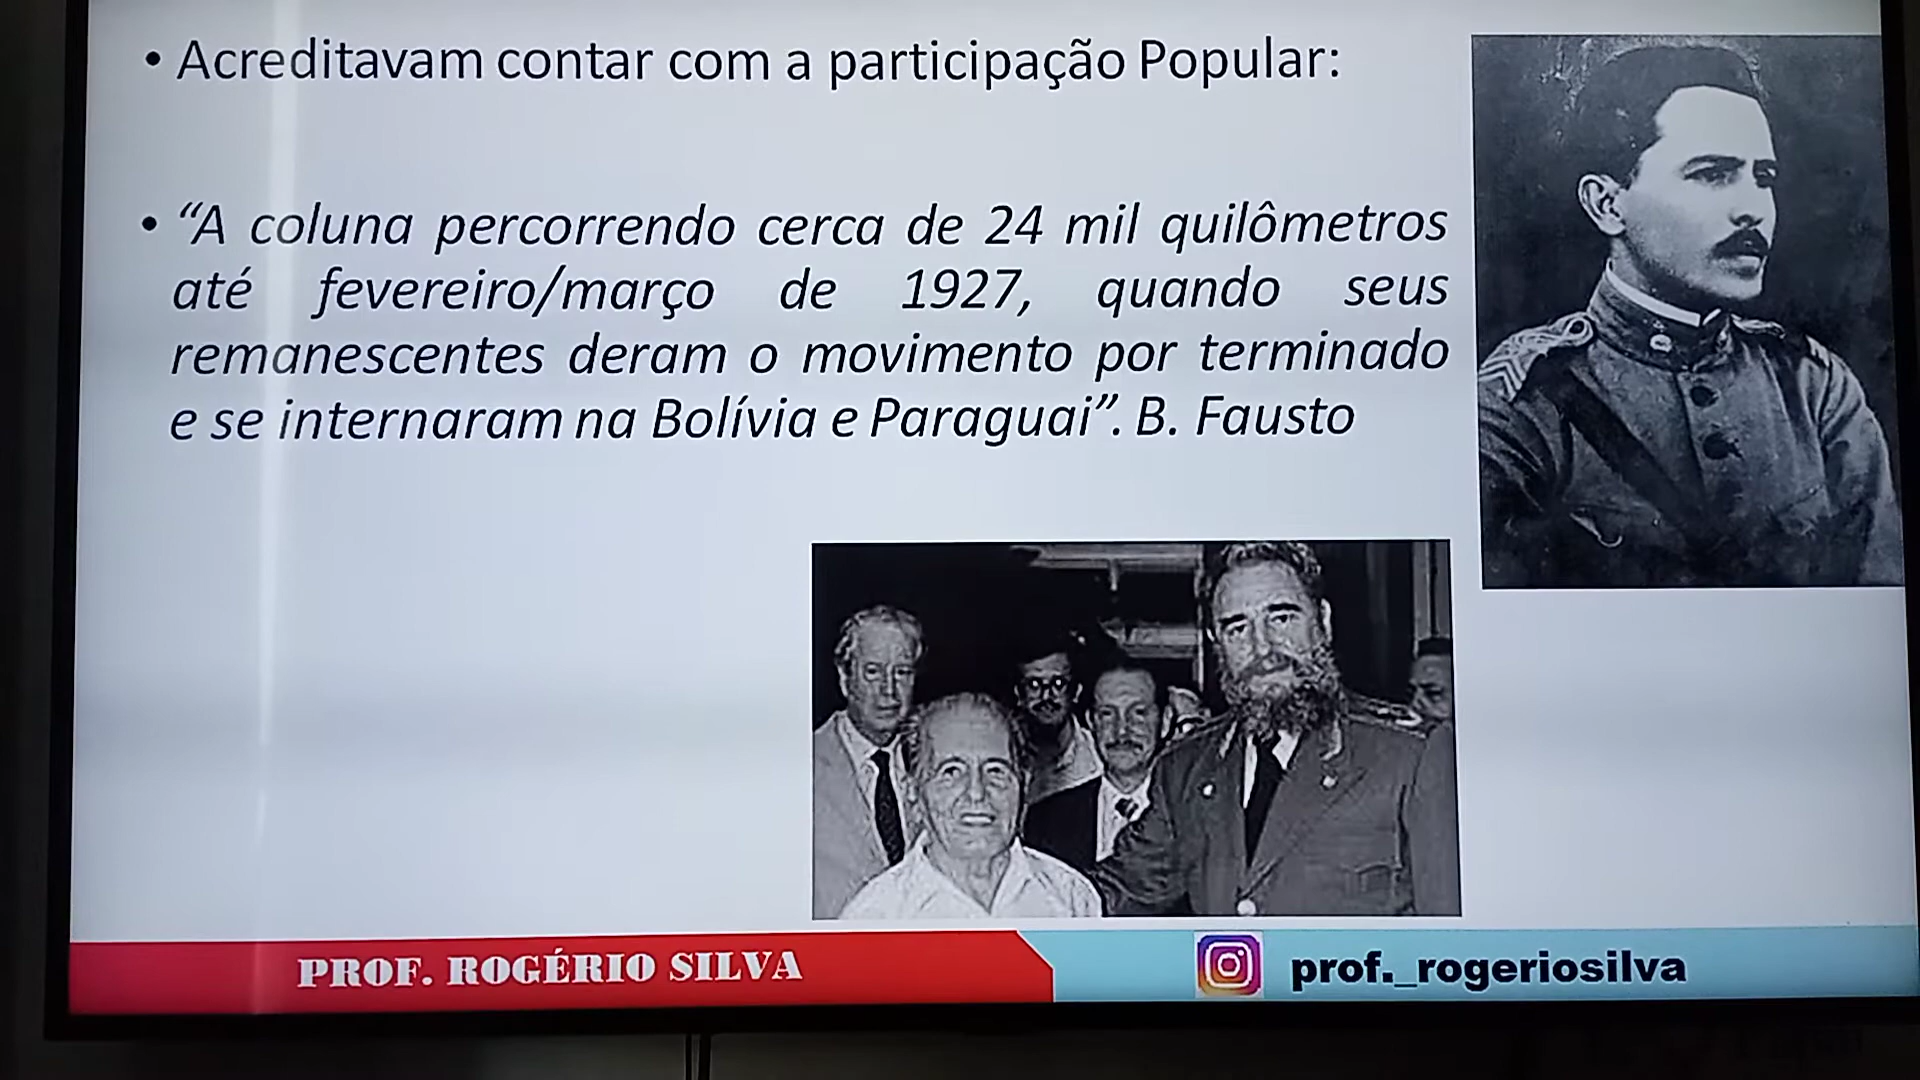 • Acreditavam contar com a participação Popular:
• “A coluna percorrendo cerca de 24 mil quilômetros
até fevereiro/março de 1927, quando seus
remanescentes deram o movimento por terminado
e se internaram na Bolívia e Paraguai”. B. Fausto
PROF. ROGÉRIO SILVA
prof._rogeriosilva